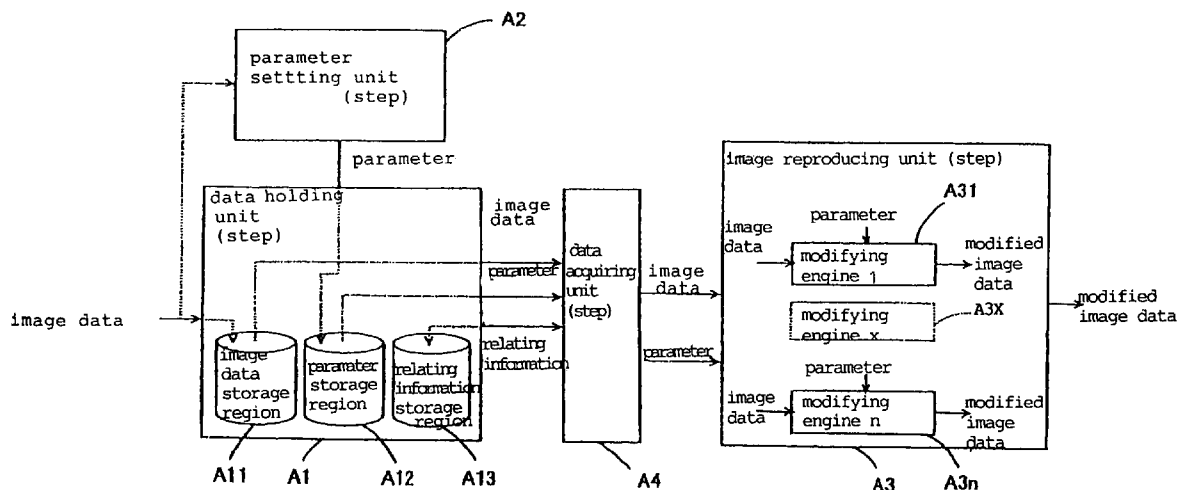 A2
parameter
settting unit
(step)
parameter
image reproducing unit (step)
data holding
unit
(step)
image
data
A31
parameter
image
data
modifying
engine 1
modified
image
data
parameter
data
acquiring
unit
(step)
image
data
image data
modifying
engine x
A3X
modified
image data
relating
information
parameter
image
data
storage
region
paramater
storage
region
relating
information
storage
region
parameter
image
data
modifying
engine n
modified
image
data
A11
A1
A12
A13
A4
A3
A3n